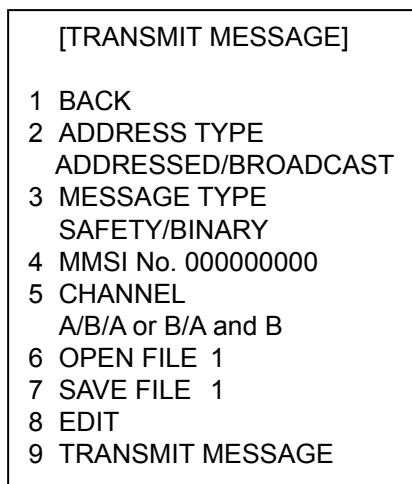 [TRANSMIT MESSAGE]
1 BACK
2 ADDRESS TYPE
ADDRESSED/BROADCAST
3 MESSAGE TYPE
SAFETY/BINARY
4 MMSI No. 000000000
5 CHANNEL
A/B/A or B/A and B
6 OPEN FILE 1
7 SAVE FILE 1
8 EDIT
9 TRANSMIT MESSAGE